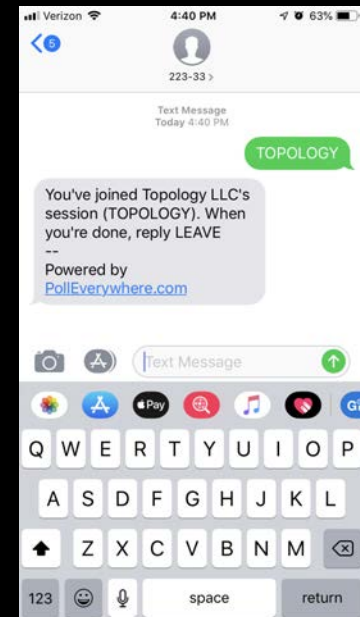 Verizon 4:40 PM 63%
5
223-33 >
Text Message
Today 4:40 PM
TOPOLOGY
You've joined Topology LLC's
session (TOPOLOGY). When
you're done, reply LEAVE
--
Powered by
PollEverywhere.com
Text Message
Pay
Q W E R T Y U I O P
A S D F G H J K L
Z X C V B N M
123 space return